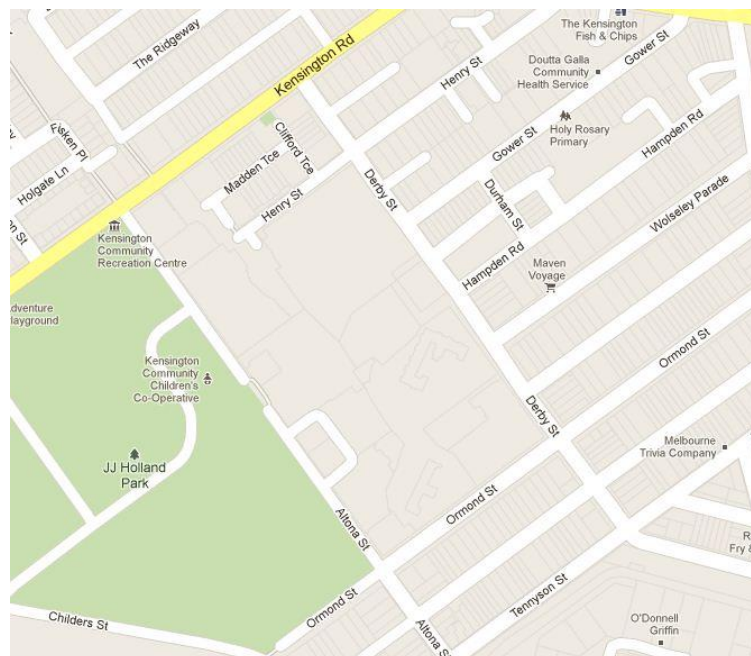 The Kensington
Fish & Chips
The Ridgeway
Kensington Rd
Henry St
Doutta Galla
Community
Health Service
Gower St
Fisken Pl
Clifford Tce
Holy Rosary
Primary
Hampden Rd
Gower St
Holgate Ln
Madden Tce
Derby St
Durham St
Wolseley Parade
Henry St
Kensington
Community
Recreation Centre
Hampden Rd
Maven
Voyage
Ormond St
Kensington
Community
Children's
Co-Operative
Derby St
Melbourne
Trivia Company
JJ Holland
Park
Ormond St
Altona St
Tennyson St
Childers St
Ormond St
Altona St
O'Donnell
Griffin